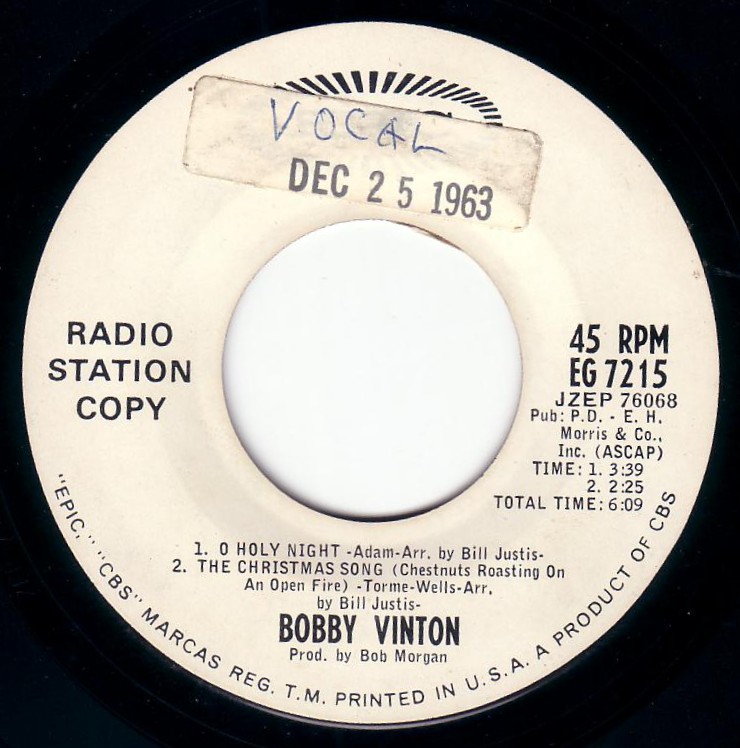 VOCAL
DEC 25 1963
RADIO
STATION
COPY
45 RPM
EG 7215
JZEP 76068
Pub: P.D. - E. H.
Morris & Co.,
Inc. (ASCAP)
TIME: 1. 3:39
2. 2:25
TOTAL TIME: 6:09
1. O HOLY NIGHT -Adam-Arr. by Bill Justis-
2. THE CHRISTMAS SONG (Chestnuts Roasting On
An Open Fire) -Torme-Wells-Arr.
by Bill Justis-
BOBBY VINTON
Prod. by Bob Morgan
"EPIC," "CBS" MARCAS REG. T.M. PRINTED IN U.S.A. A PRODUCT OF CBS